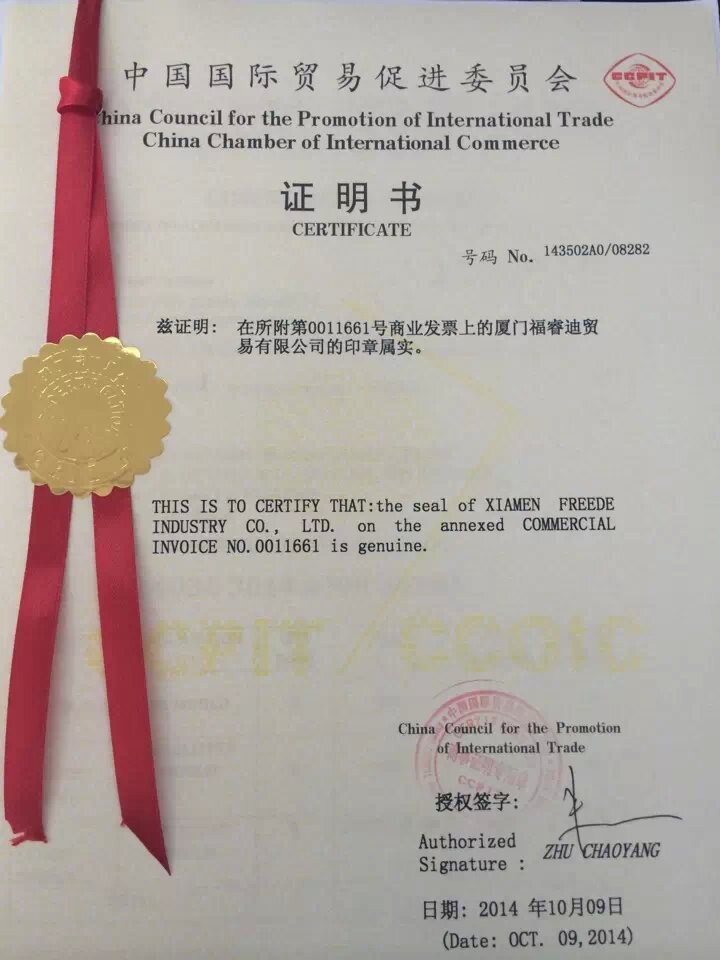 中国国际贸易促进委员会
CCPIT
China Council for the Promotion of International Trade
China Chamber of International Commerce
证明书
CERTIFICATE
号码 No. 143502A0/08282
兹证明: 在所附第0011661号商业发票上的厦门福睿迪贸
易有限公司的印章属实。
THIS IS TO CERTIFY THAT:the seal of XIAMEN FREEDE
INDUSTRY CO., LTD. on the annexed COMMERCIAL
INVOICE NO.0011661 is genuine.
CCPIT / CCOIC
China Council for the Promotion
of International Trade
授权签字:
Authorized
Signature :
ZHU CHAOYANG
日期: 2014 年10月09日
(Date: OCT. 09,2014)